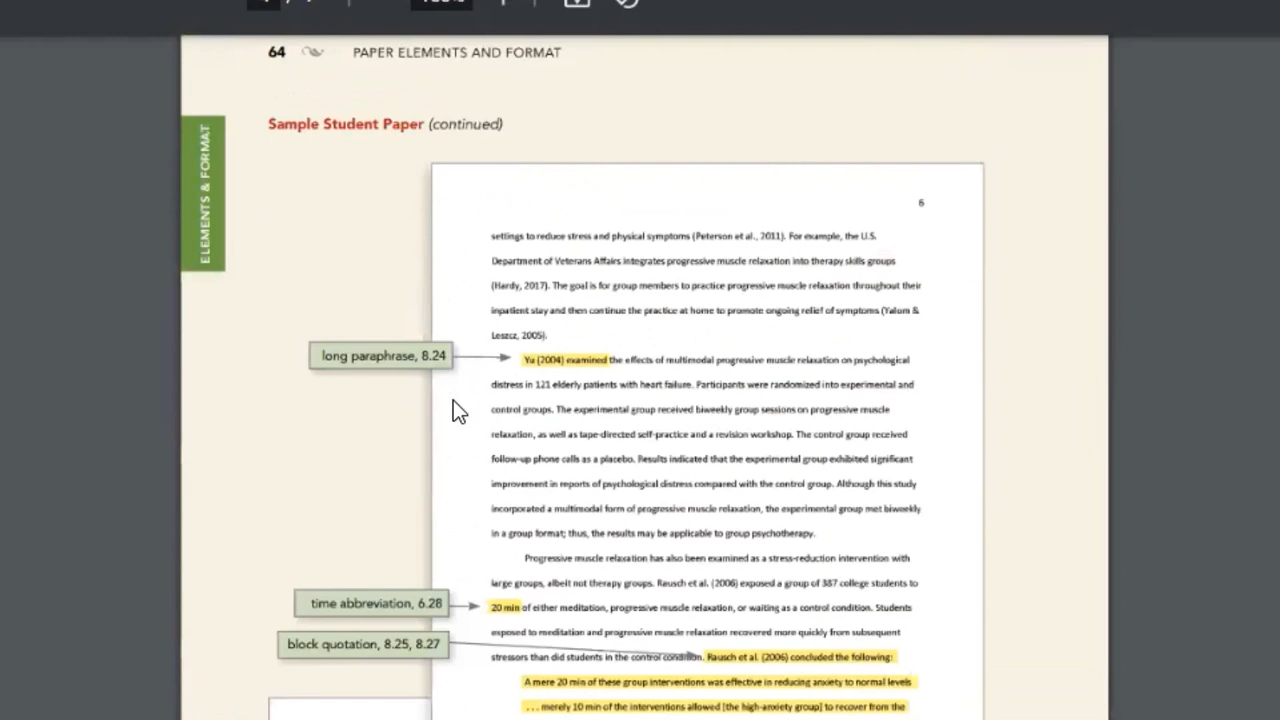 64 PAPER ELEMENTS AND FORMAT
Sample Student Paper (continued)
ELEMENTS & FORMAT
6
settings to reduce stress and physical symptoms (Peterson et al., 2011). For example, the U.S.
Department of Veterans Affairs integrates progressive muscle relaxation into therapy skills groups
(Hardy, 2017). The goal is for group members to practice progressive muscle relaxation throughout their
inpatient stay and then continue the practice at home to promote ongoing relief of symptoms (Yalom &
Leszcz, 2005).
long paraphrase, 8.24
Yu (2004) examined the effects of multimodal progressive muscle relaxation on psychological
distress in 121 elderly patients with heart failure. Participants were randomized into experimental and
control groups. The experimental group received biweekly group sessions on progressive muscle
relaxation, as well as tape-directed self-practice and a revision workshop. The control group received
follow-up phone calls as a placebo. Results indicated that the experimental group exhibited significant
improvement in reports of psychological distress compared with the control group. Although this study
incorporated a multimodal form of progressive muscle relaxation, the experimental group met biweekly
in a group format; thus, the results may be applicable to group psychotherapy.
Progressive muscle relaxation has also been examined as a stress-reduction intervention with
large groups, albeit not therapy groups. Rausch et al. (2006) exposed a group of 387 college students to
time abbreviation, 6.28
20 min of either meditation, progressive muscle relaxation, or waiting as a control condition. Students
exposed to meditation and progressive muscle relaxation recovered more quickly from subsequent
block quotation, 8.25, 8.27
stressors than did students in the control condition. Rausch et al. (2006) concluded the following:
A mere 20 min of these group interventions was effective in reducing anxiety to normal levels
. . . merely 10 min of the interventions allowed [the high-anxiety group] to recover from the